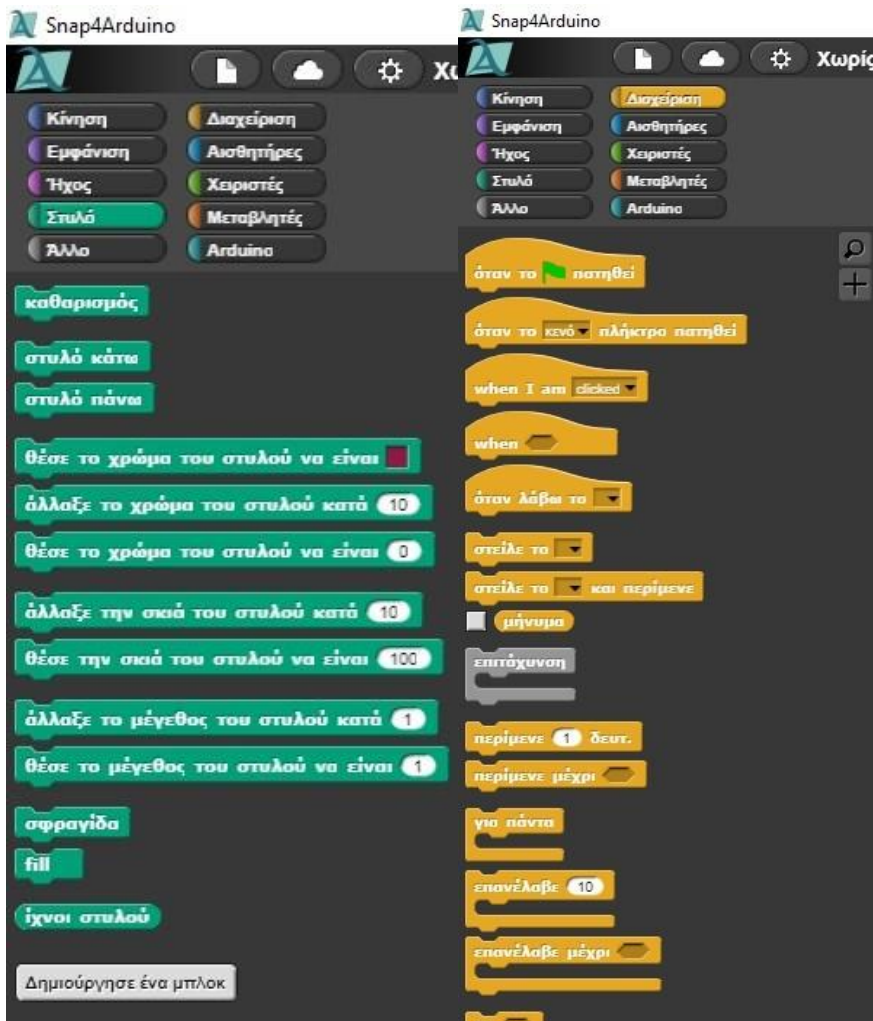 Snap4Arduino
Χω
Κίνηση
Διαχείριση
Εμφάνιση
Αισθητήρες
Ήχος
Χειριστές
Στυλό
Μεταβλητές
Άλλο
Arduino
καθαρισμός
στυλό κάτω
στυλό πάνω
θέσε το χρώμα του στυλού να είναι
άλλαξε το χρώμα του στυλού κατά 10
θέσε το χρώμα του στυλού να είναι 0
άλλαξε την σκιά του στυλού κατά 10
θέσε την σκιά του στυλού να είναι 100
άλλαξε το μέγεθος του στυλού κατά 1
θέσε το μέγεθος του στυλού να είναι 1
σφραγίδα
fill
ίχνοι στυλού
Δημιούργησε ένα μπλοκ
Snap4Arduino
Χωρίς
Κίνηση
Διαχείριση
Εμφάνιση
Αισθητήρες
Ήχος
Χειριστές
Στυλό
Μεταβλητές
Άλλο
Arduino
όταν το πατηθεί
όταν το κενό πλήκτρο πατηθεί
when I am clicked
when
όταν λάβω το
στείλε το
στείλε το και περίμενε
μήνυμα
επιτάχυνση
περίμενε 1 δευτ.
περίμενε μέχρι
για πάντα
επανέλαβε 10
επανέλαβε μέχρι